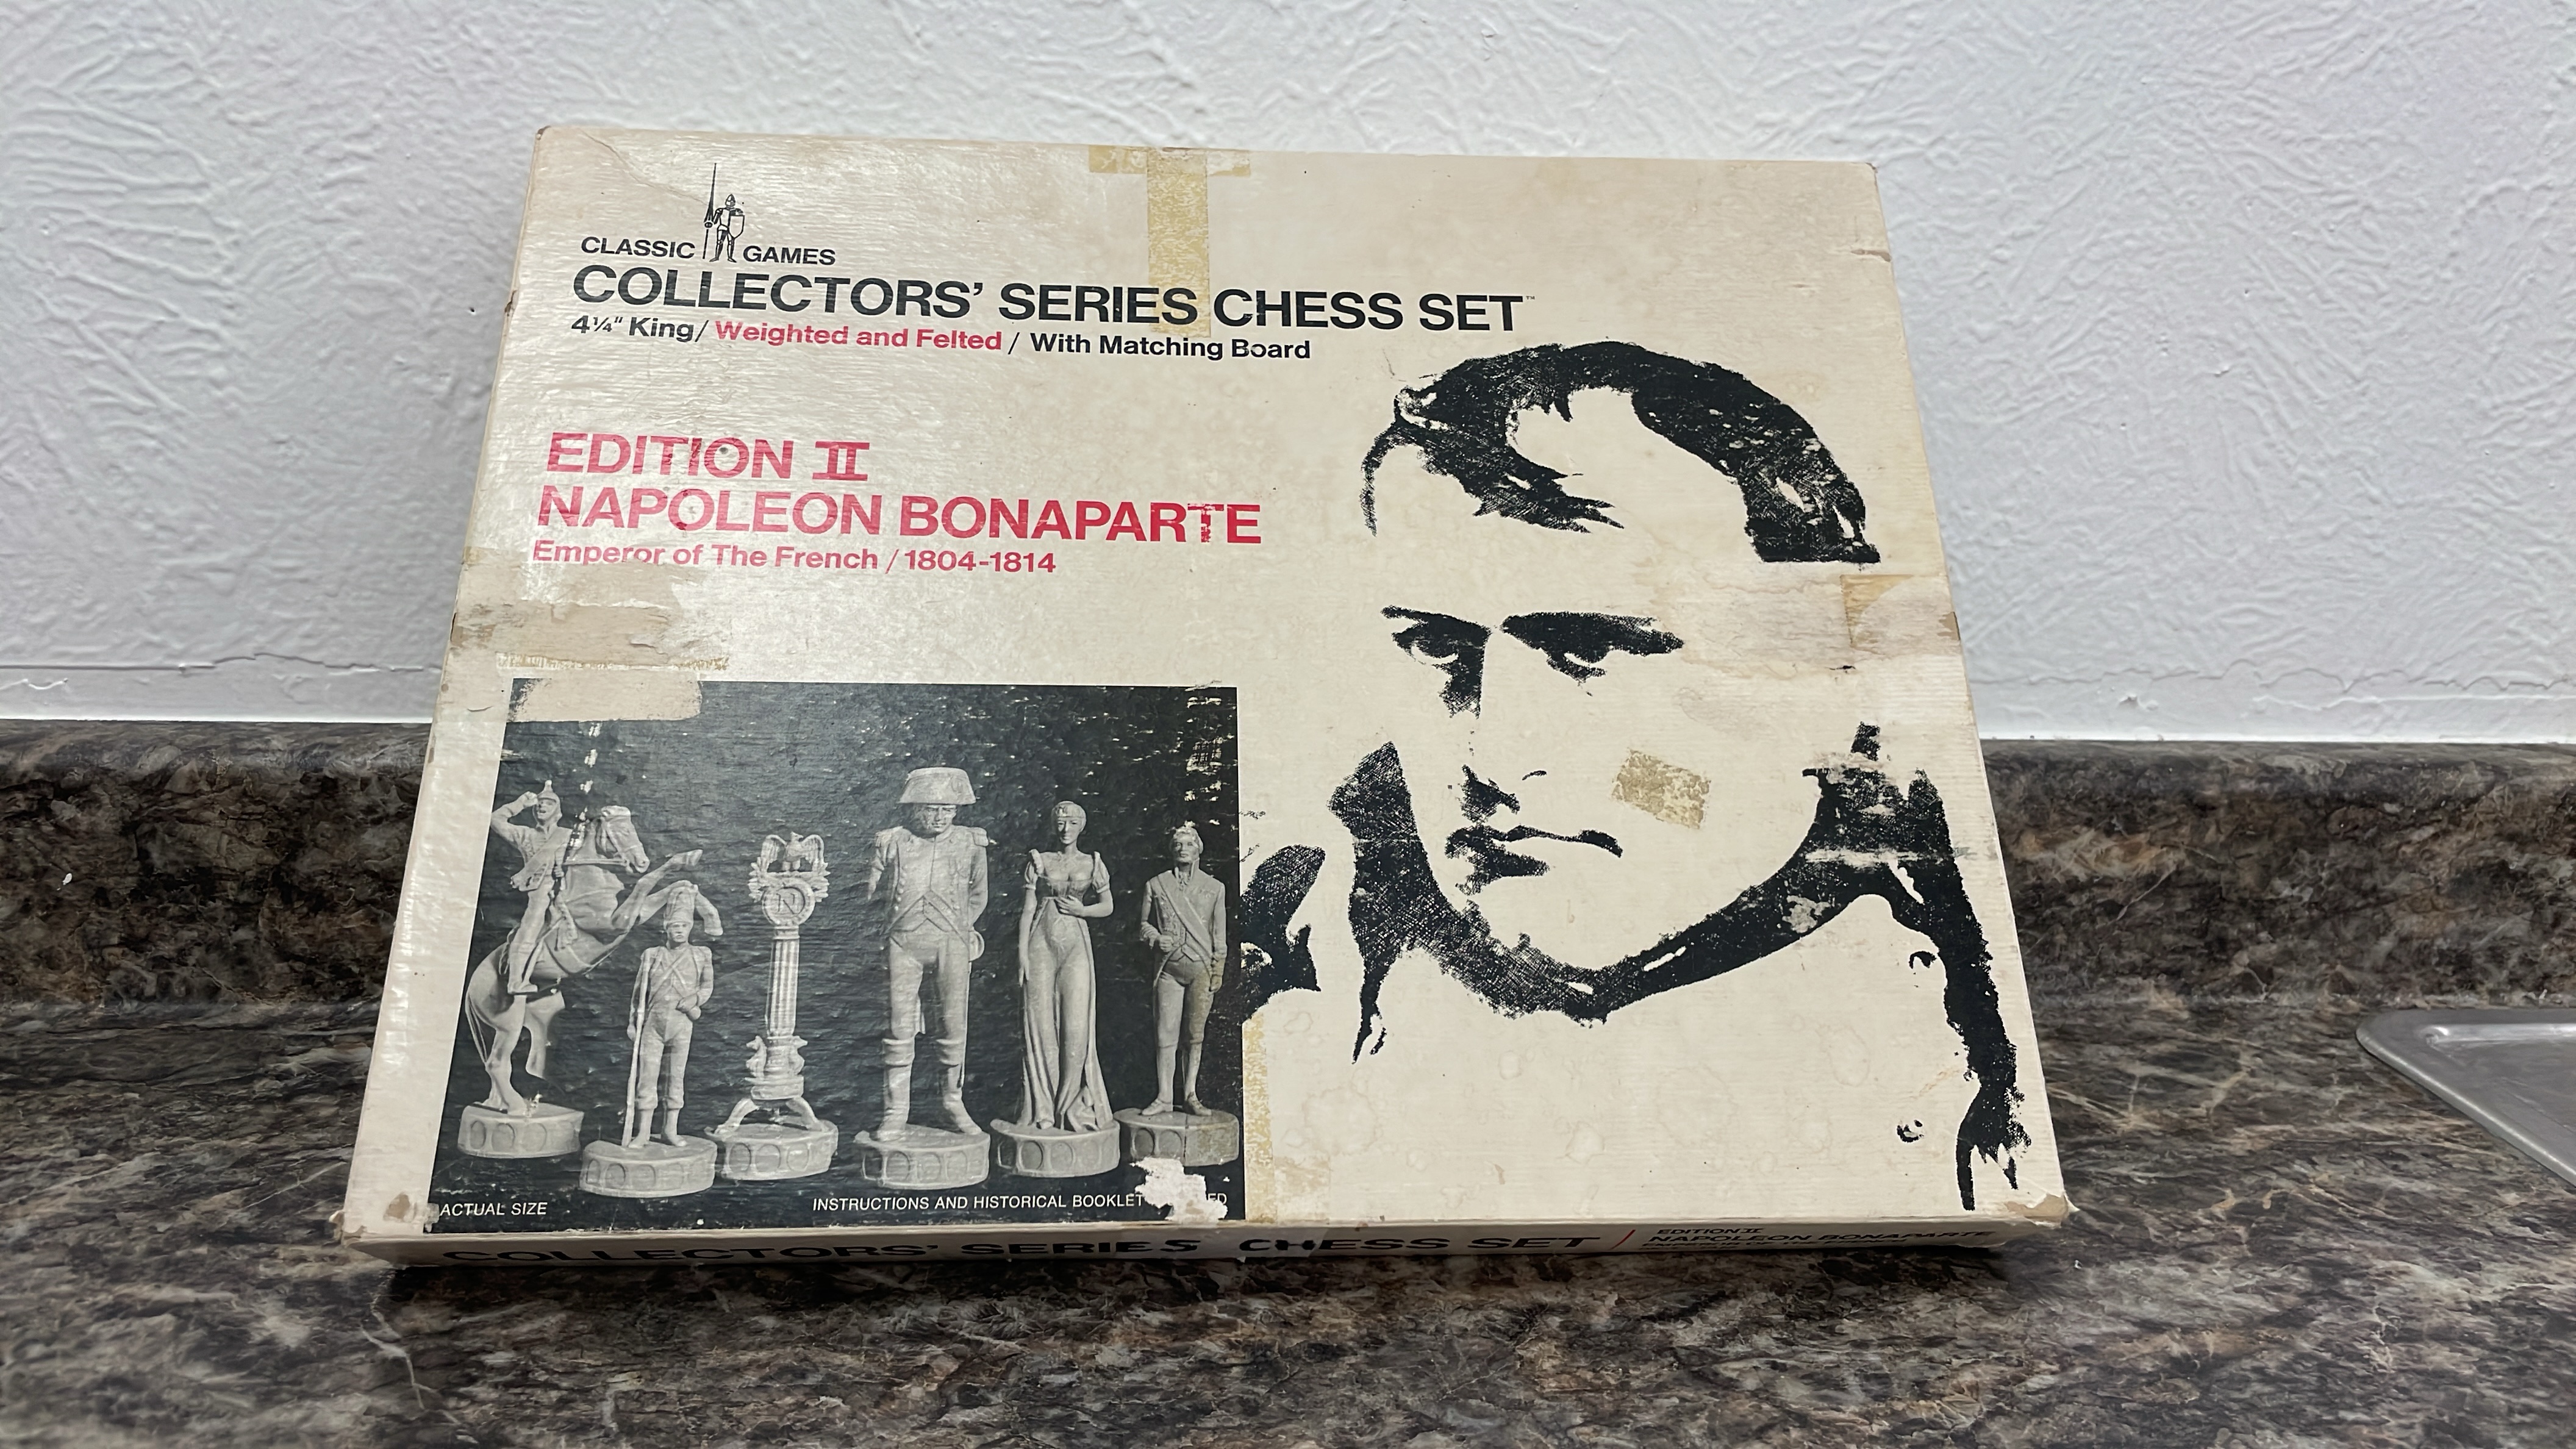 CLASSIC GAMES
COLLECTORS' SERIES CHESS SET™
4¼" King/ Weighted and Felted / With Matching Board
EDITION II
NAPOLEON BONAPARTE
Emperor of The French / 1804-1814
ACTUAL SIZE
INSTRUCTIONS AND HISTORICAL BOOKLET
COLLECTORS' SERIES CHESS SET / EDITION II
NAPOLEON BONAPARTE